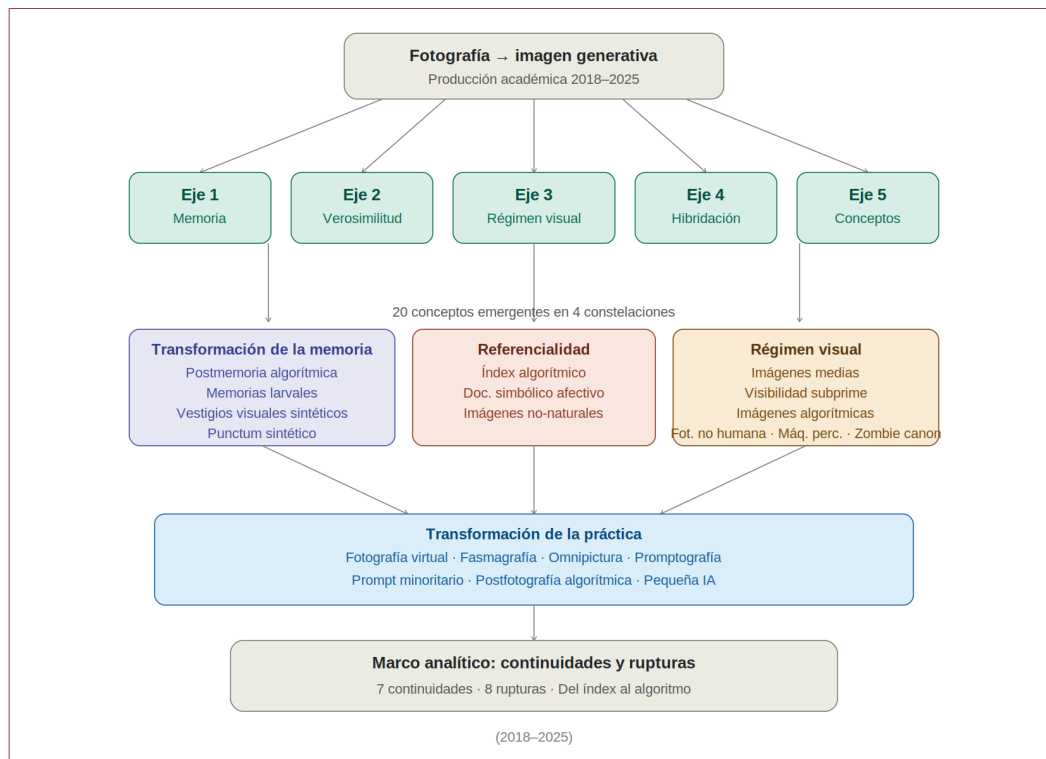 Fotografía → imagen generativa
Producción académica 2018–2025
Eje 1
Memoria
Eje 2
Verosimilitud
Eje 3
Régimen visual
Eje 4
Hibridación
Eje 5
Conceptos
20 conceptos emergentes en 4 constelaciones
Transformación de la memoria
Postmemoria algorítmica
Memorias larvales
Vestigios visuales sintéticos
Punctum sintético
Referencialidad
Índex algorítmico
Doc. simbólico afectivo
Imágenes no-naturales
Régimen visual
Imágenes medias
Visibilidad subprime
Imágenes algorítmicas
Fot. no humana · Máq. perc. · Zombie canon
Transformación de la práctica
Fotografía virtual · Fasmagrafía · Omnipictura · Promptografía
Prompt minoritario · Postfotografía algorítmica · Pequeña IA
Marco analítico: continuidades y rupturas
7 continuidades · 8 rupturas · Del índex al algoritmo
(2018–2025)